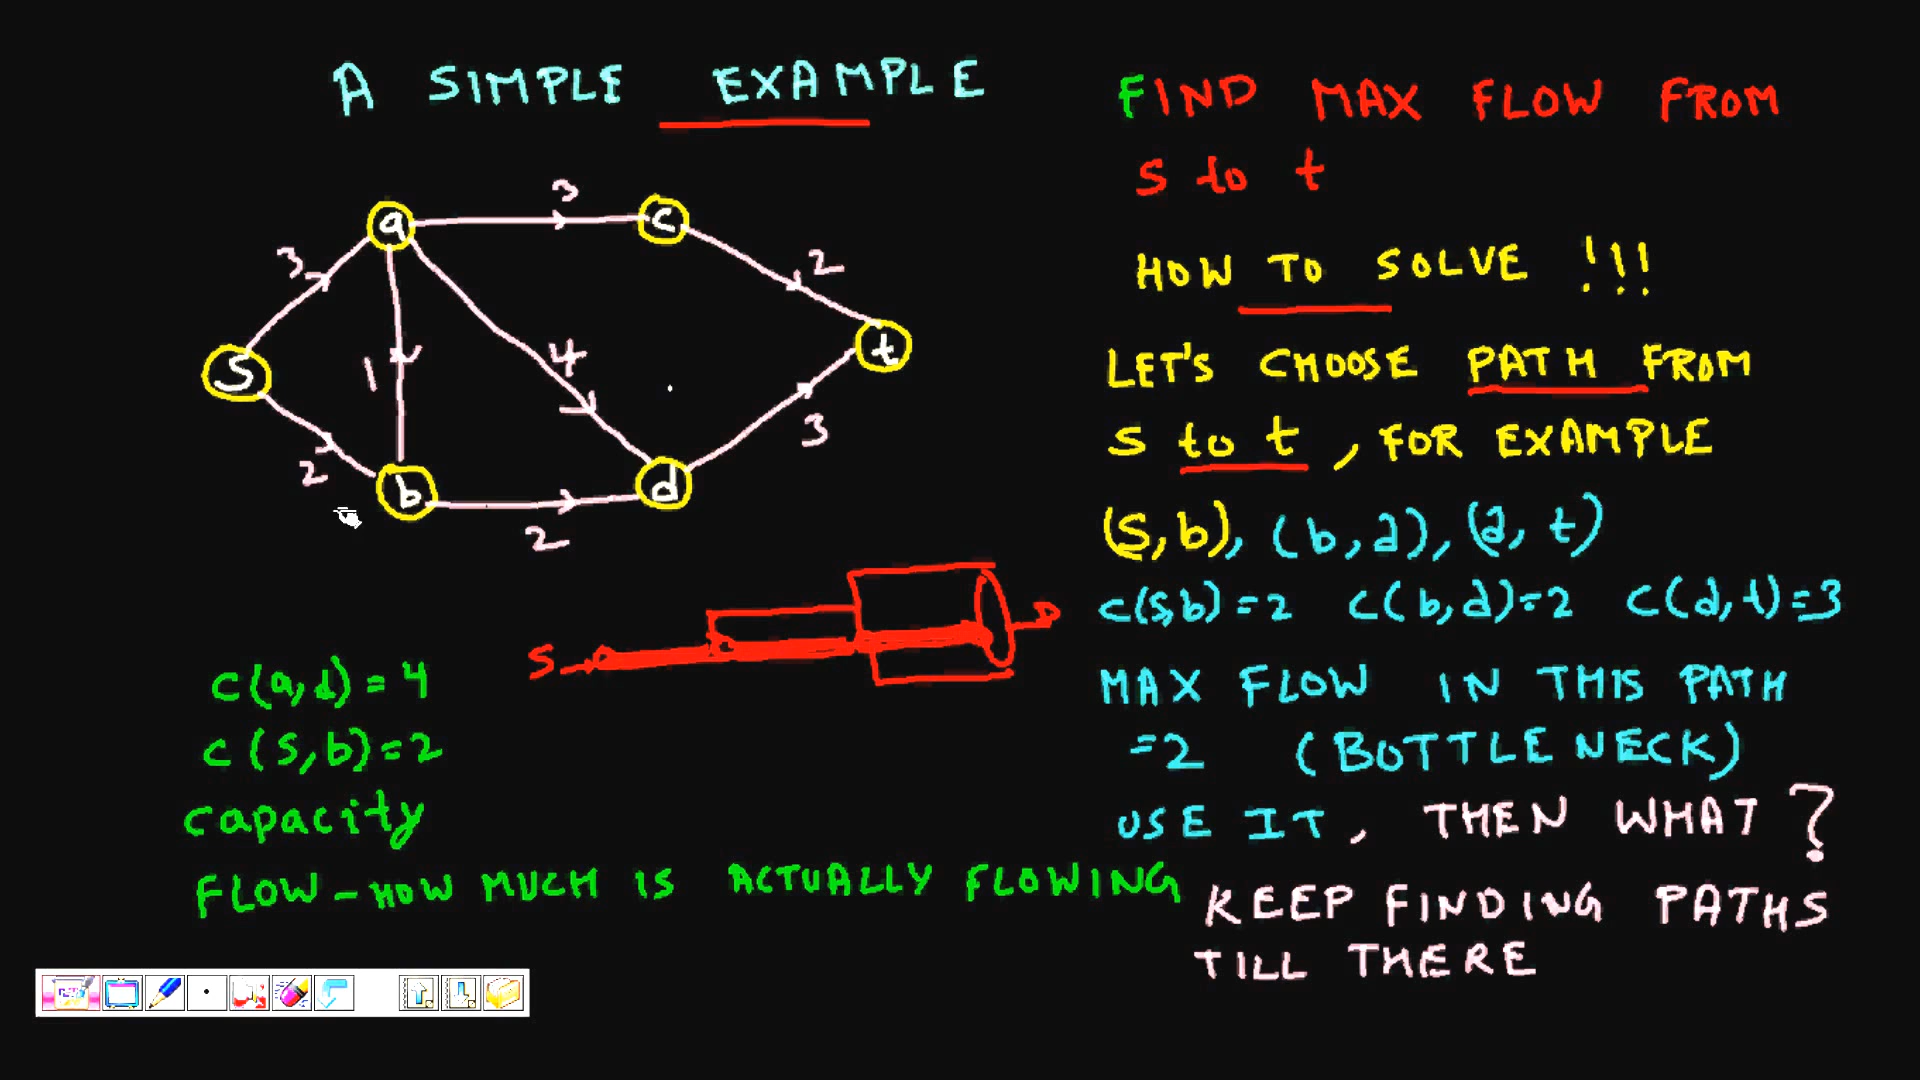 A SIMPLE EXAMPLE
3
a
c
3
2
S
1
4
t
3
2
b
d
2
S
D
c(a,d) = 4
c(s,b)=2
capacity
FLOW - HOW MUCH IS ACTUALLY FLOWING
FIND MAX FLOW FROM
s to t
HOW TO SOLVE !!!
LET'S CHOOSE PATH FROM
s to t, FOR EXAMPLE
(S,b), (b,d), (d, t)
c(s,b)=2 c(b,d)=2 c(d,t)=3
MAX FLOW IN THIS PATH
=2 (BOTTLENECK)
USE IT, THEN WHAT?
KEEP FINDING PATHS
TILL THERE